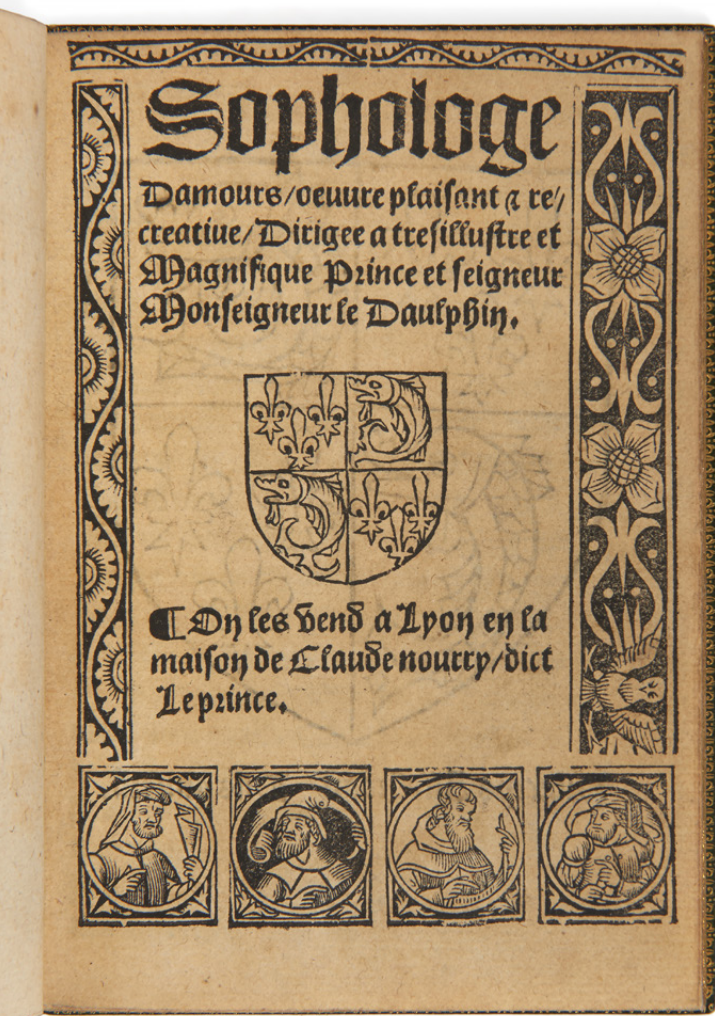 Sophologe
Damours/oeuure plaisant & re//
creatiue/Dirigee a tresillustre et
Magnifique Prince et seigneur
Monseigneur le Daulphin.
¶ On les vend a Lyon en la
maison de Claude nourry/dict
Le prince.